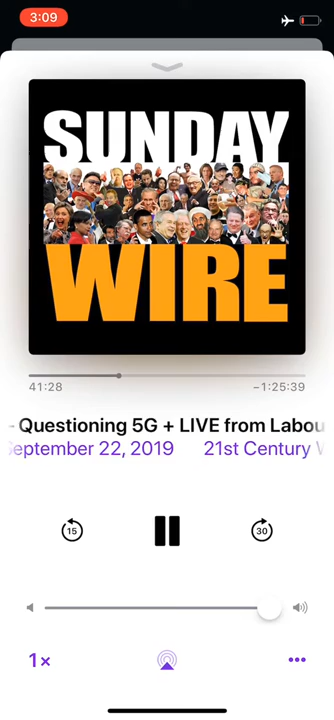 3:09
SUNDAY
WIRE
41:28
−1:25:39
- Questioning 5G + LIVE from Labou
September 22, 2019 21st Century W
15
30
1×